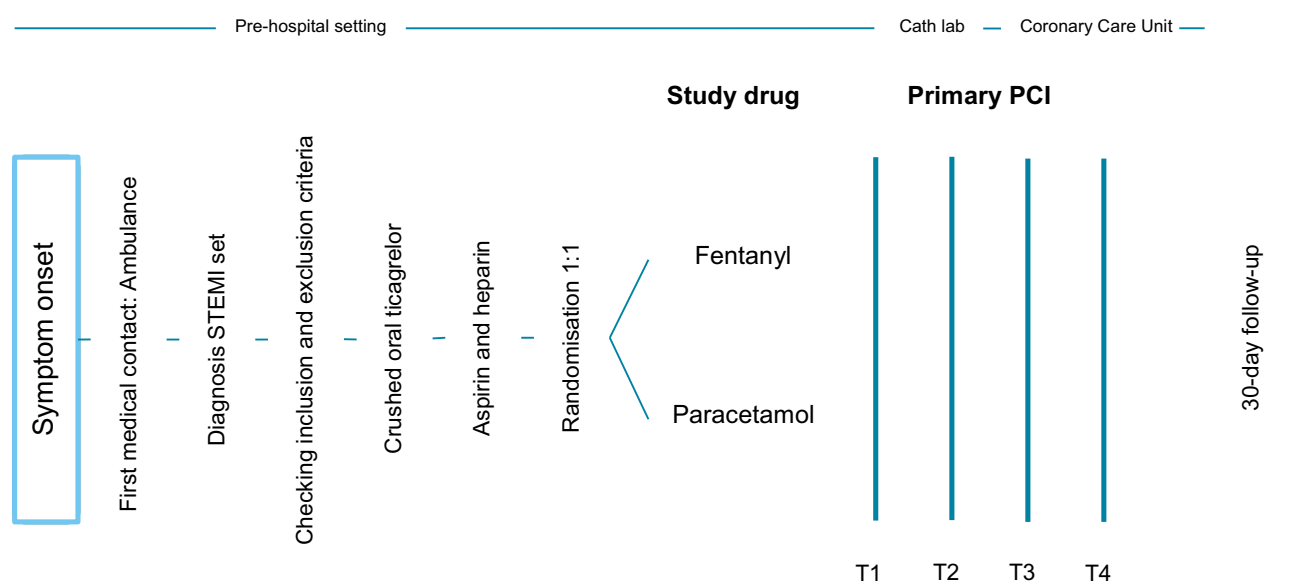 Pre-hospital setting
Cath lab
Coronary Care Unit
Study drug
Primary PCI
Symptom onset
First medical contact: Ambulance
Diagnosis STEMI set
Checking inclusion and exclusion criteria
Crushed oral ticagrelor
Aspirin and heparin
Randomisation 1:1
Fentanyl
Paracetamol
30-day follow-up
T1
T2
T3
T4